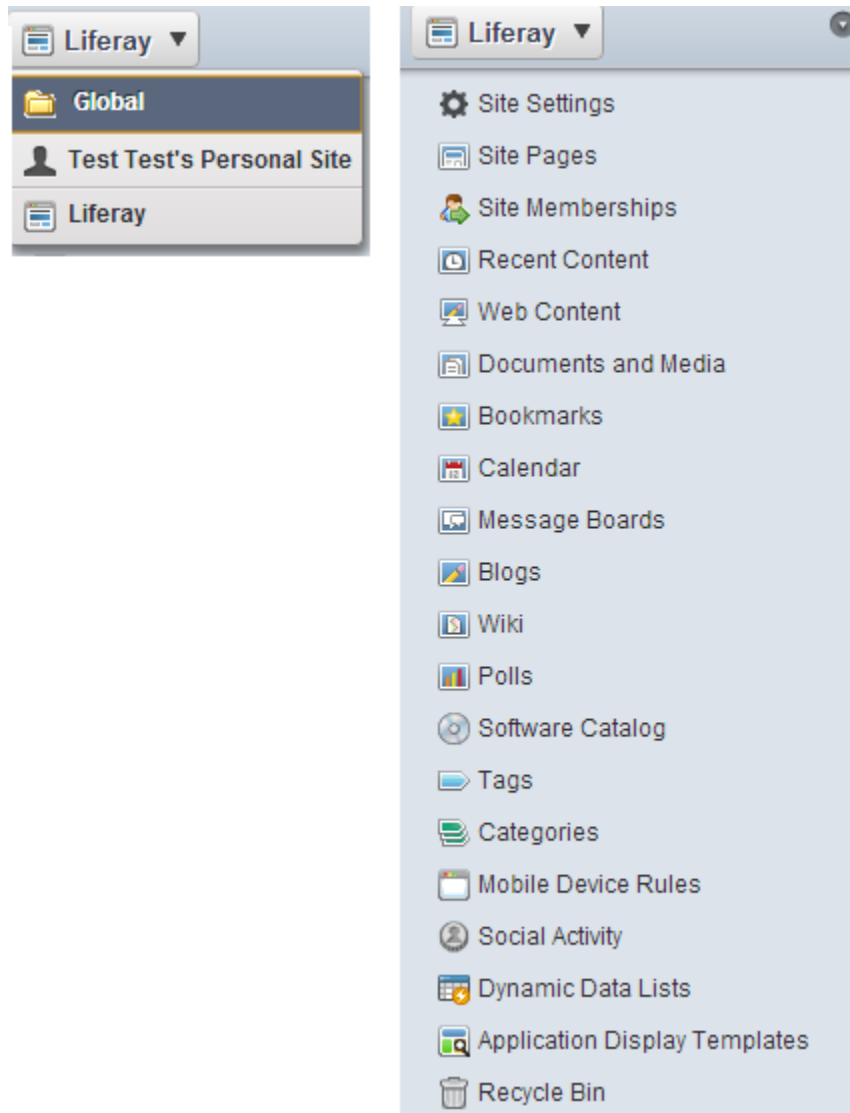 Liferay
Global
Test Test's Personal Site
Liferay
Liferay
Site Settings
Site Pages
Site Memberships
Recent Content
Web Content
Documents and Media
Bookmarks
Calendar
Message Boards
Blogs
Wiki
Polls
Software Catalog
Tags
Categories
Mobile Device Rules
Social Activity
Dynamic Data Lists
Application Display Templates
Recycle Bin